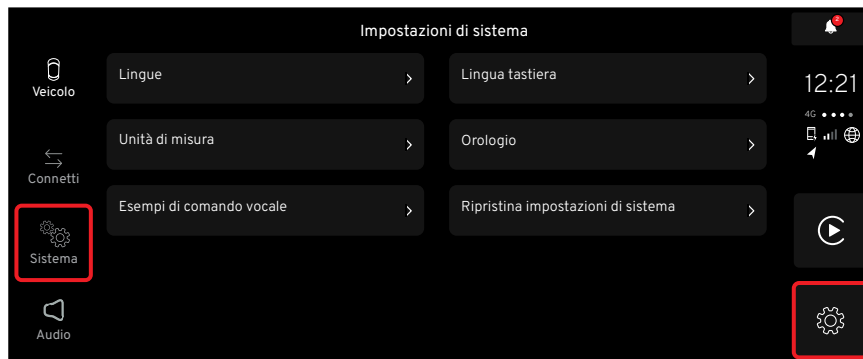 Impostazioni di sistema
2
Veicolo
Lingue
Lingua tastiera
12:21
4G
Unità di misura
Orologio
Connetti
Esempi di comando vocale
Ripristina impostazioni di sistema
Sistema
Audio